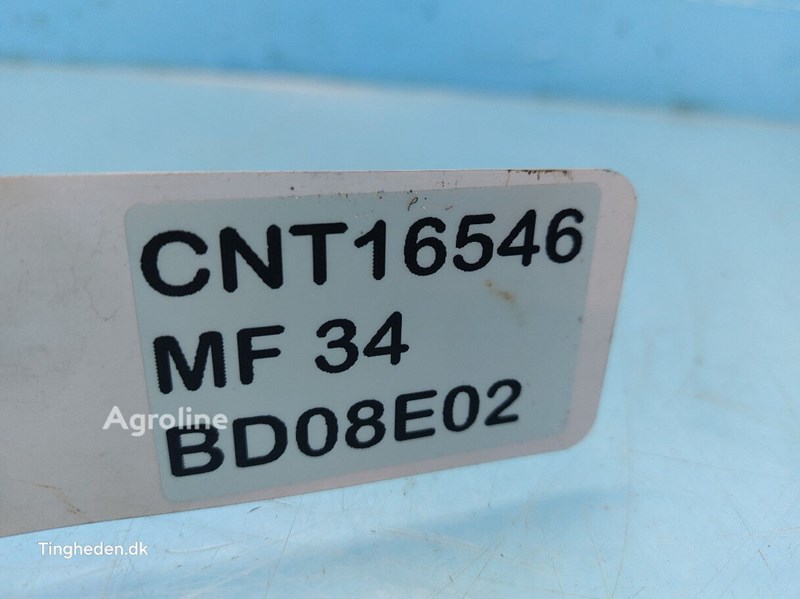 CNT16546
MF 34
Agroline
BD08E02
Tingheden.dk